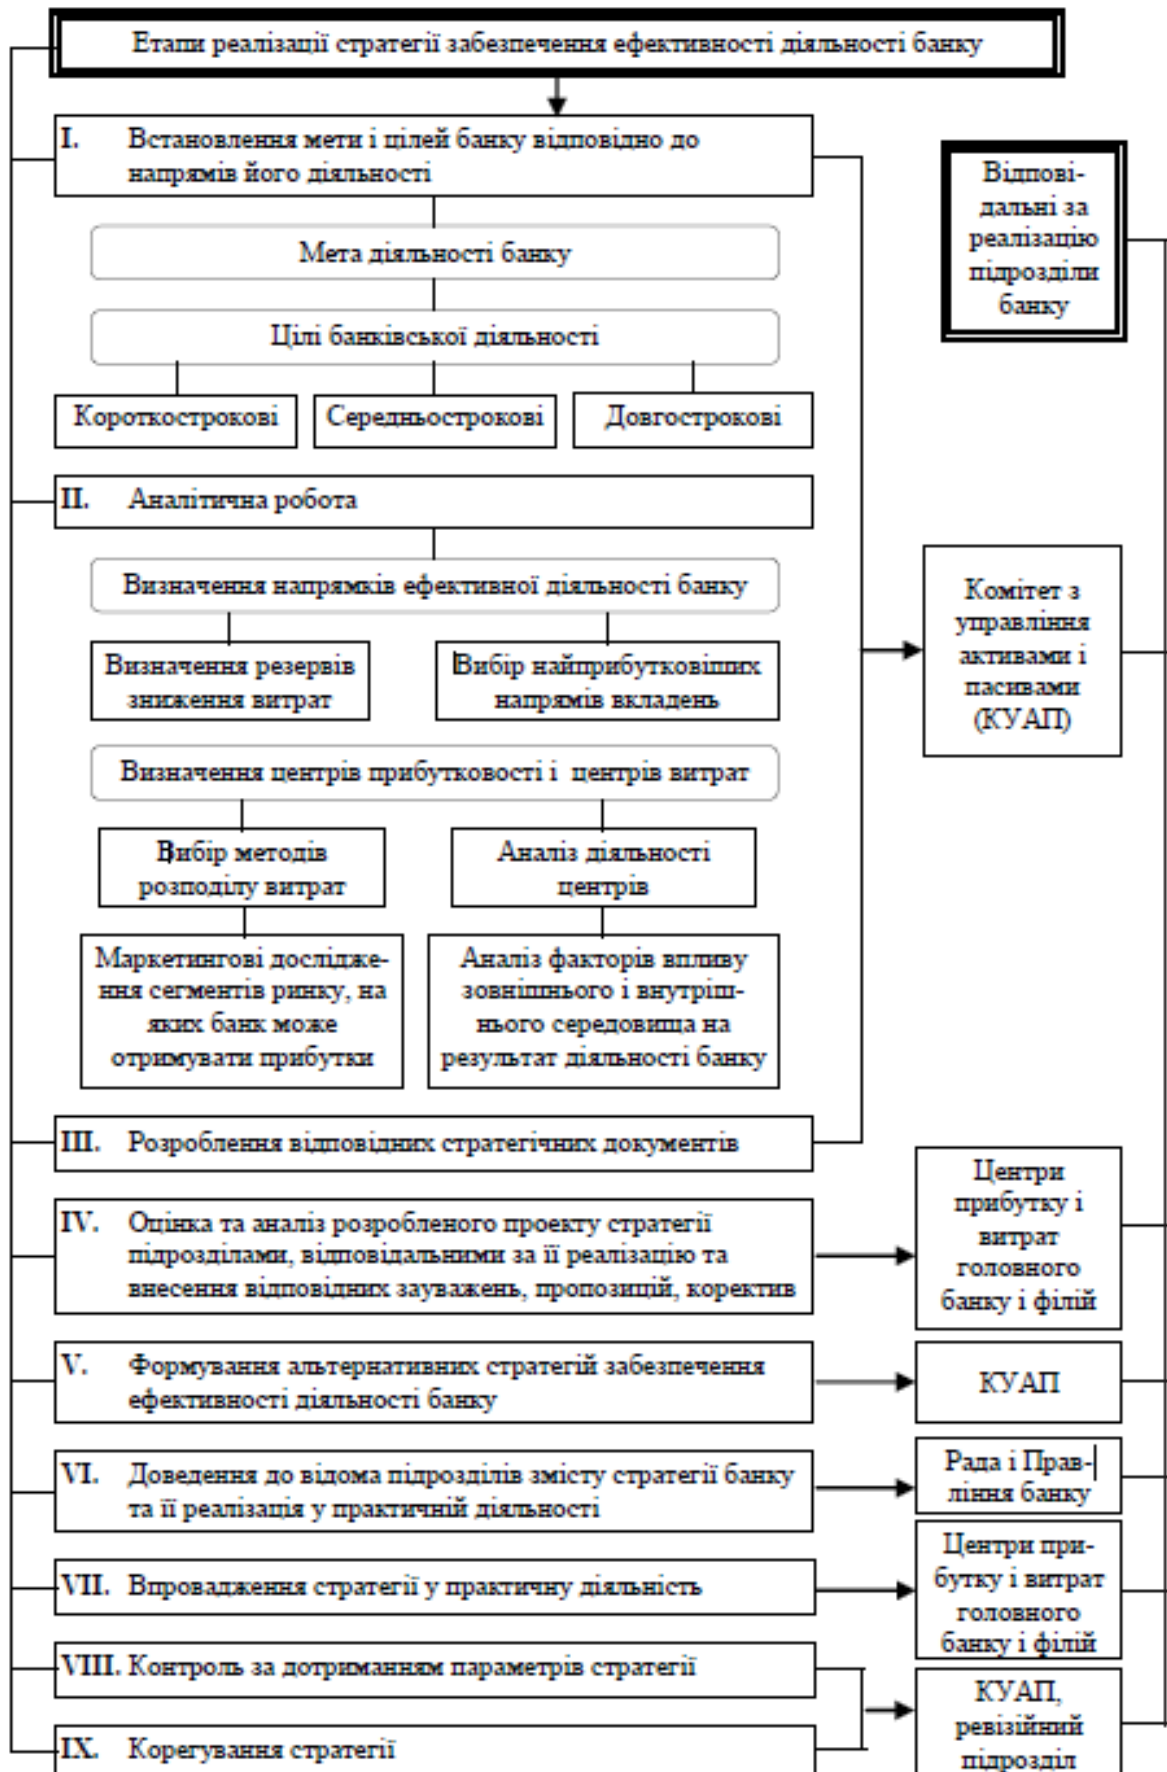 Етапи реалізації стратегії забезпечення ефективності діяльності банку
I. Встановлення мети і цілей банку відповідно до
напрямів його діяльності
Відпові-
дальні за
реалізацію
підрозділи
банку
Мета діяльності банку
Цілі банківської діяльності
Короткострокові
Середньострокові
Довгострокові
II. Аналітична робота
Визначення напрямків ефективної діяльності банку
Визначення резервів
зниження витрат
Вибір найприбутковіших
напрямів вкладень
Комітет з
управління
активами і
пасивами
(КУАП)
Визначення центрів прибутковості і центрів витрат
Вибір методів
розподілу витрат
Аналіз діяльності
центрів
Маркетингові дослідже-
ння сегментів ринку, на
яких банк може
отримувати прибутки
Аналіз факторів впливу
зовнішнього і внутріш-
нього середовища на
результат діяльності банку
III. Розроблення відповідних стратегічних документів
IV. Оцінка та аналіз розробленого проекту стратегії
підрозділами, відповідальними за її реалізацію та
внесення відповідних зауважень, пропозицій, коректив
Центри
прибутку і
витрат
головного
банку і філій
V. Формування альтернативних стратегій забезпечення
ефективності діяльності банку
КУАП
VI. Доведення до відома підрозділів змісту стратегії банку
та її реалізація у практичній діяльності
Рада і Прав-
ління банку
VII. Впровадження стратегії у практичну діяльність
Центри при-
бутку і витрат
головного
банку і філій
VIII. Контроль за дотриманням параметрів стратегії
IX. Корегування стратегії
КУАП,
ревізійний
підрозділ